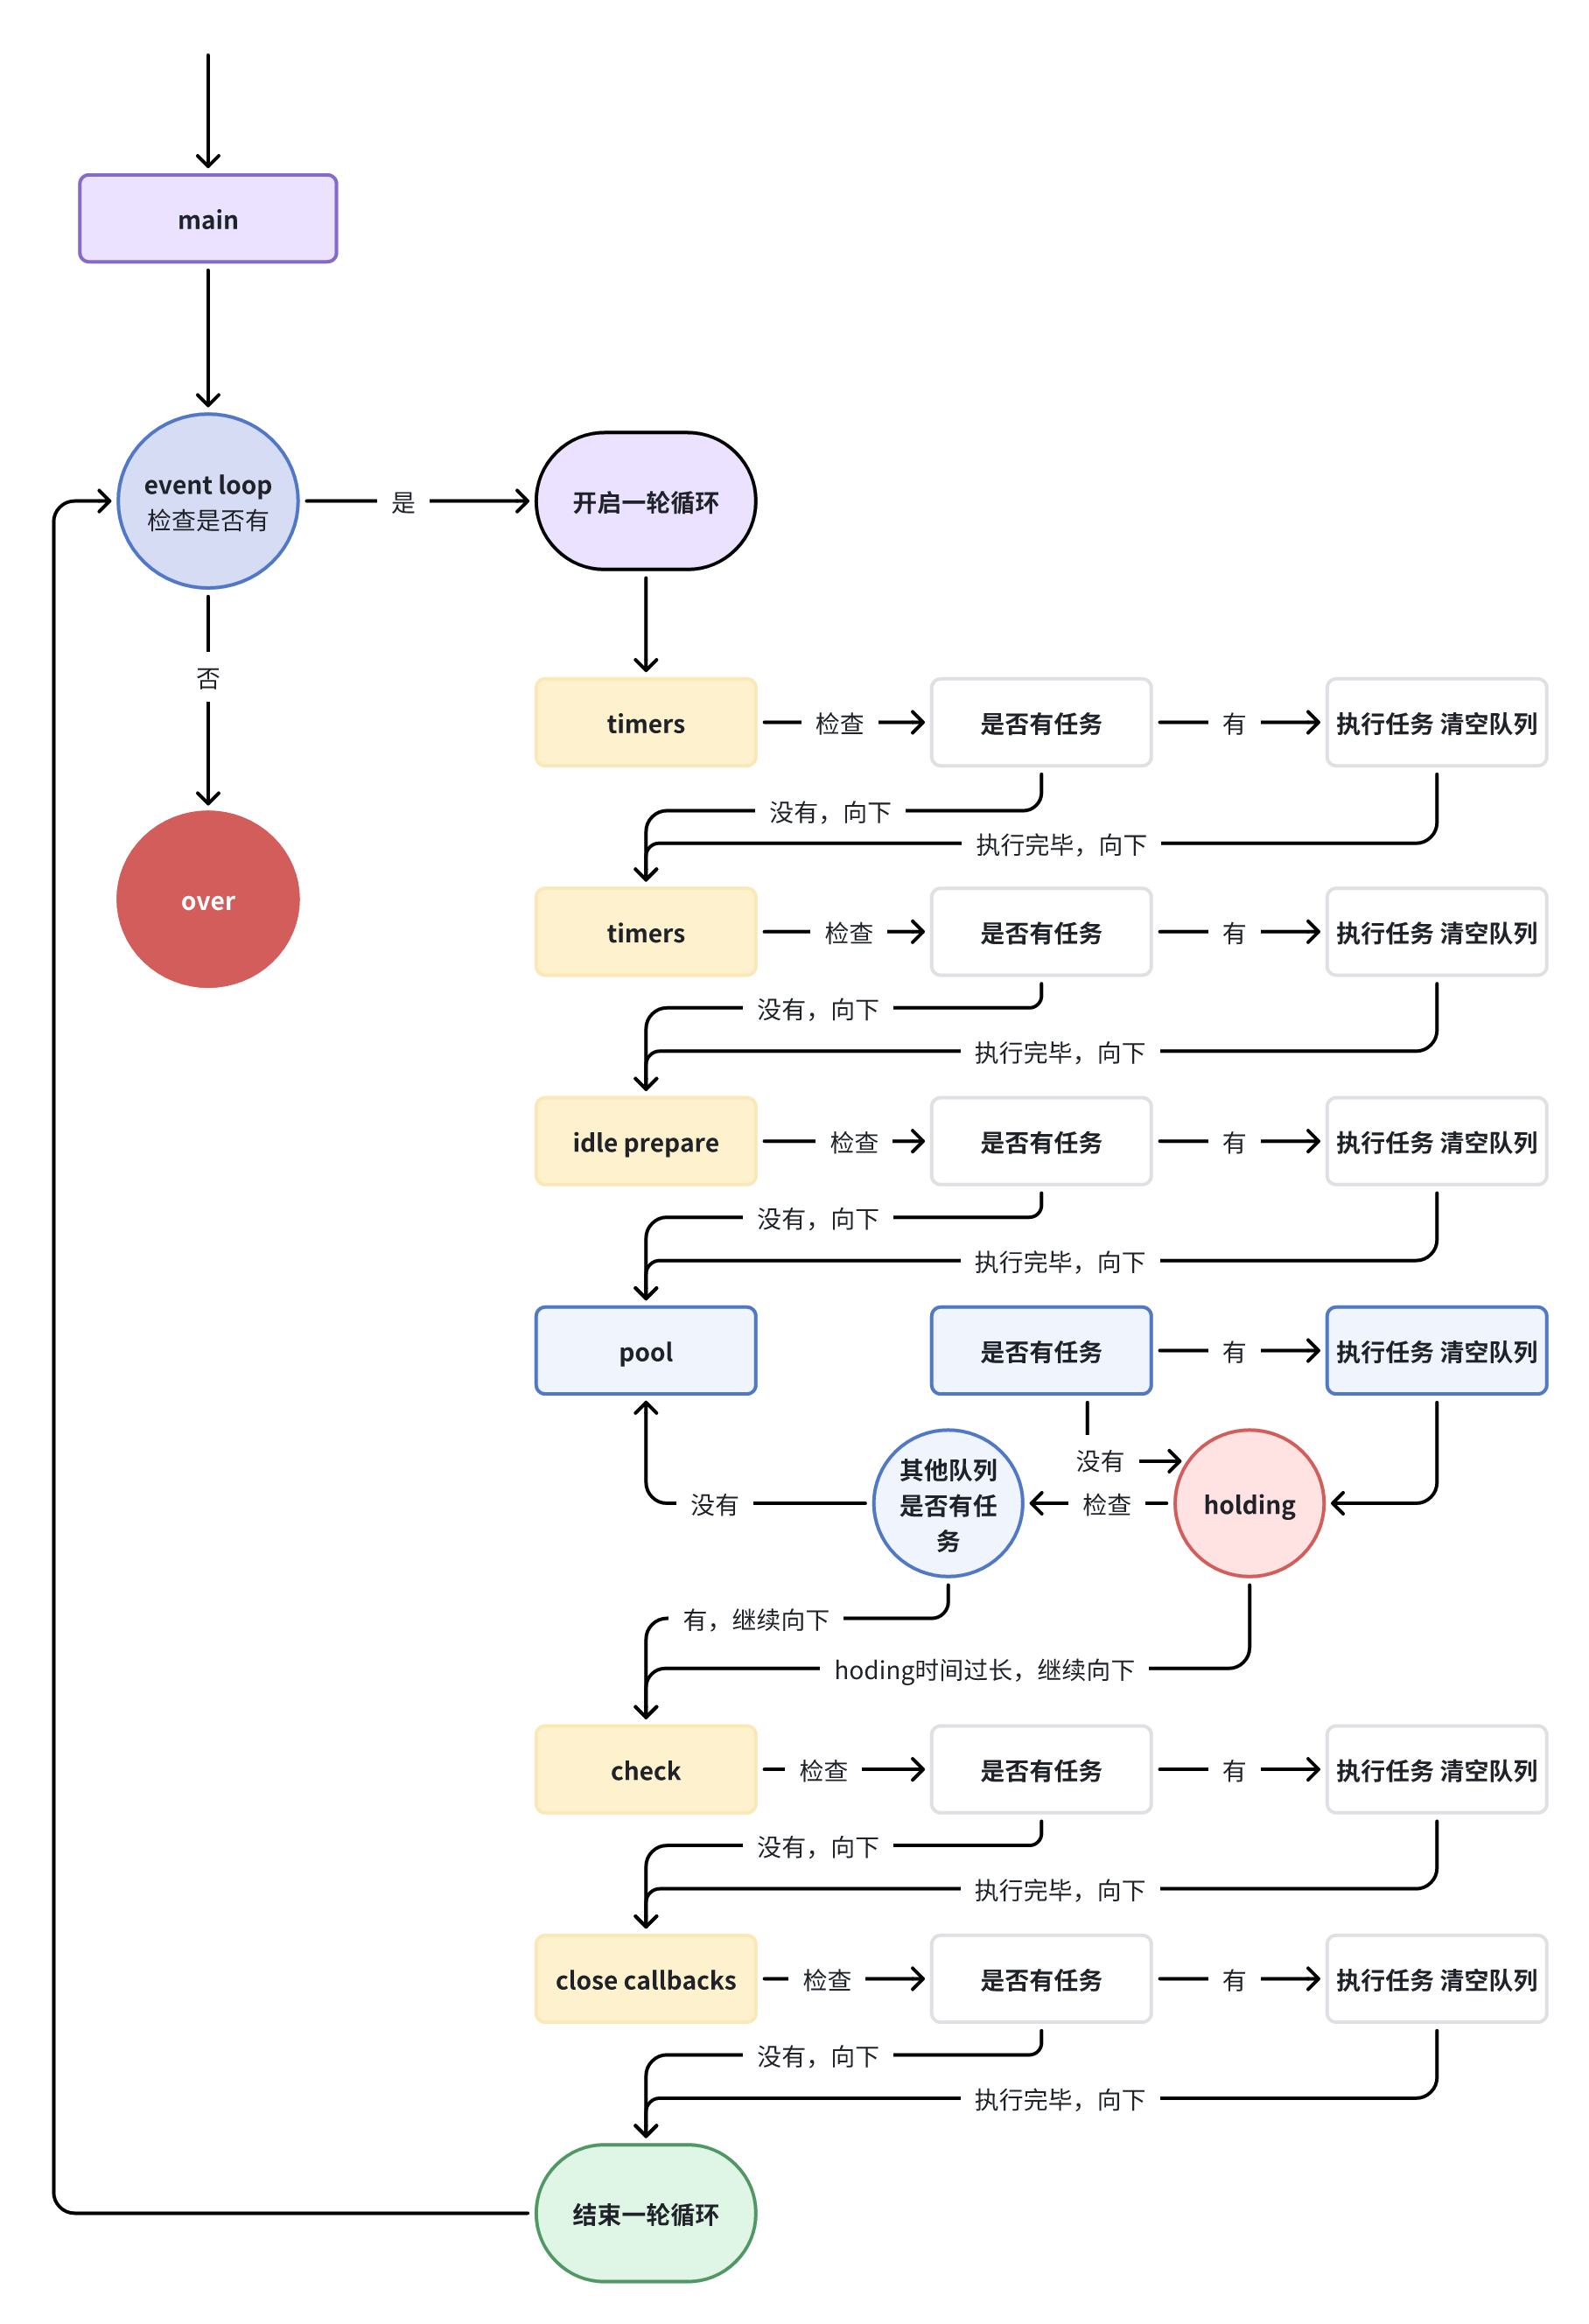 main
event loop
检查是否有
是
开启一轮循环
否
over
timers
检查
是否有任务
有
执行任务 清空队列
没有，向下
执行完毕，向下
timers
检查
是否有任务
有
执行任务 清空队列
没有，向下
执行完毕，向下
idle prepare
检查
是否有任务
有
执行任务 清空队列
没有，向下
执行完毕，向下
pool
是否有任务
有
执行任务 清空队列
没有
其他队列
是否有任
务
没有
检查
holding
有，继续向下
hoding时间过长，继续向下
check
检查
是否有任务
有
执行任务 清空队列
没有，向下
执行完毕，向下
close callbacks
检查
是否有任务
有
执行任务 清空队列
没有，向下
执行完毕，向下
结束一轮循环